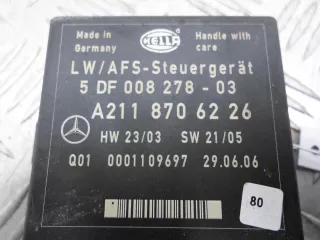 Made in Germany
HELLA
Handle with care
LW/AFS-Steuergerät
5 DF 008 278 - 03
A211 870 62 26
HW 23/03 SW 21/05
Q01 0001109697 29.06.06
80